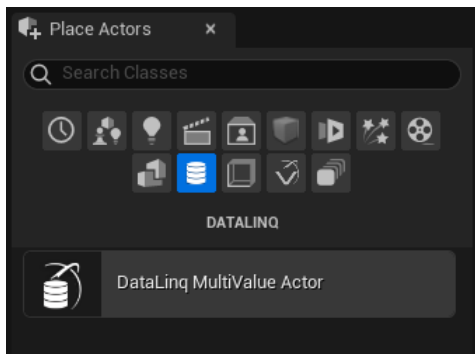 Place Actors
Search Classes
DATALINQ
DataLinq MultiValue Actor